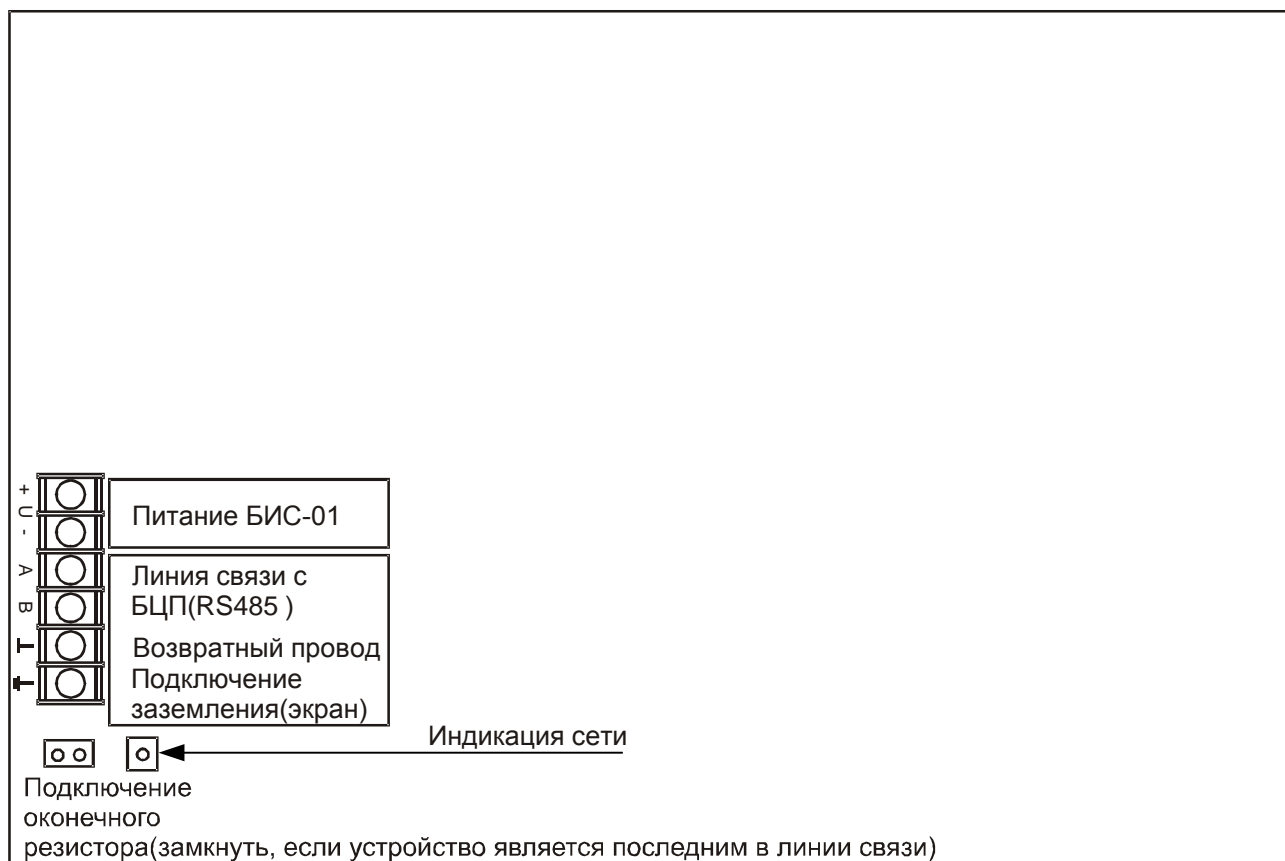 +
U
-
Питание БИС-01
A
B
Линия связи с
БЦП(RS485 )
Возвратный провод
Подключение
заземления(экран)
Индикация сети
Подключение
оконечного
резистора(замкнуть, если устройство является последним в линии связи)